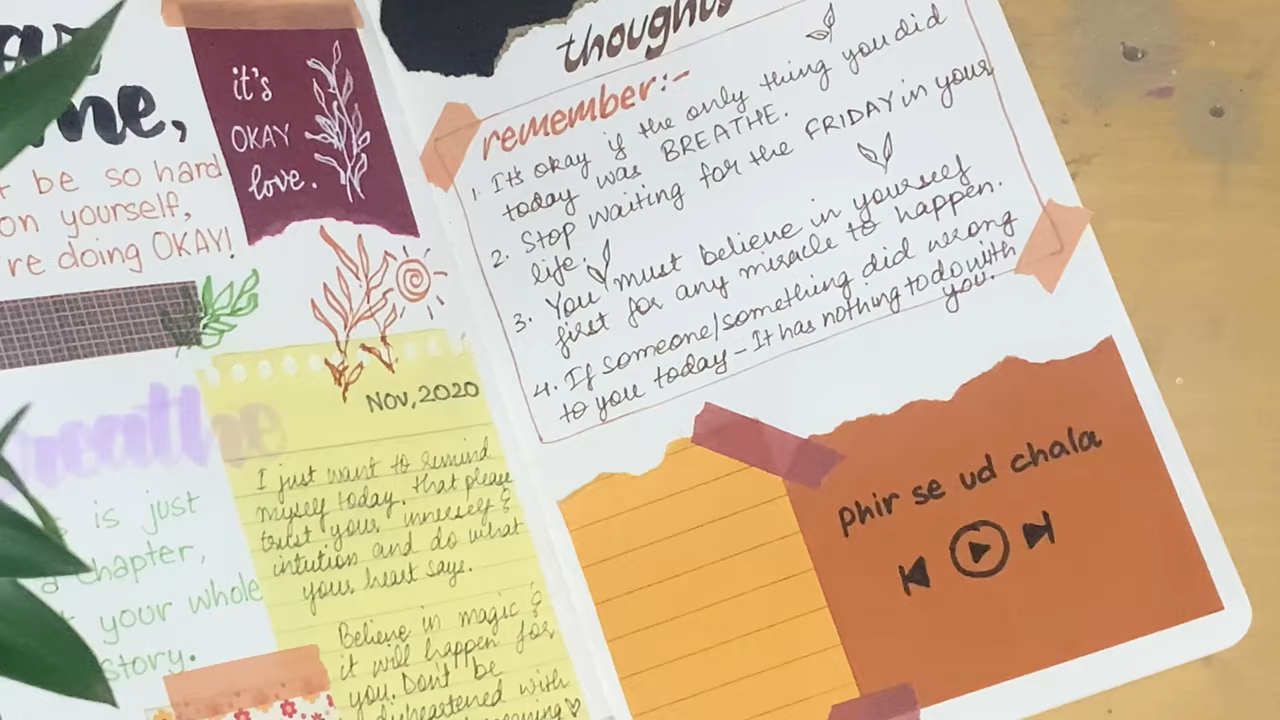 me,
be so hard
on yourself,
're doing OKAY!
it's
OKAY
love.
breathe
is just
a chapter,
your whole
story.
Nov, 2020
I just want to remind
myself today, that please
trust your innerself &
intution and do what
your heart says.
Believe in magic &
it will happen for
you. Don't be
disheartened with
thoughts
remember:-
1. It's okay if the only thing you did
today was BREATHE.
2. Stop waiting for the FRIDAY in your
life.
3. You must believe in yourself
first for any miracle to happen.
4. If someone/something did wrong
to you today - It has nothing to do with
you.
phir se ud chala